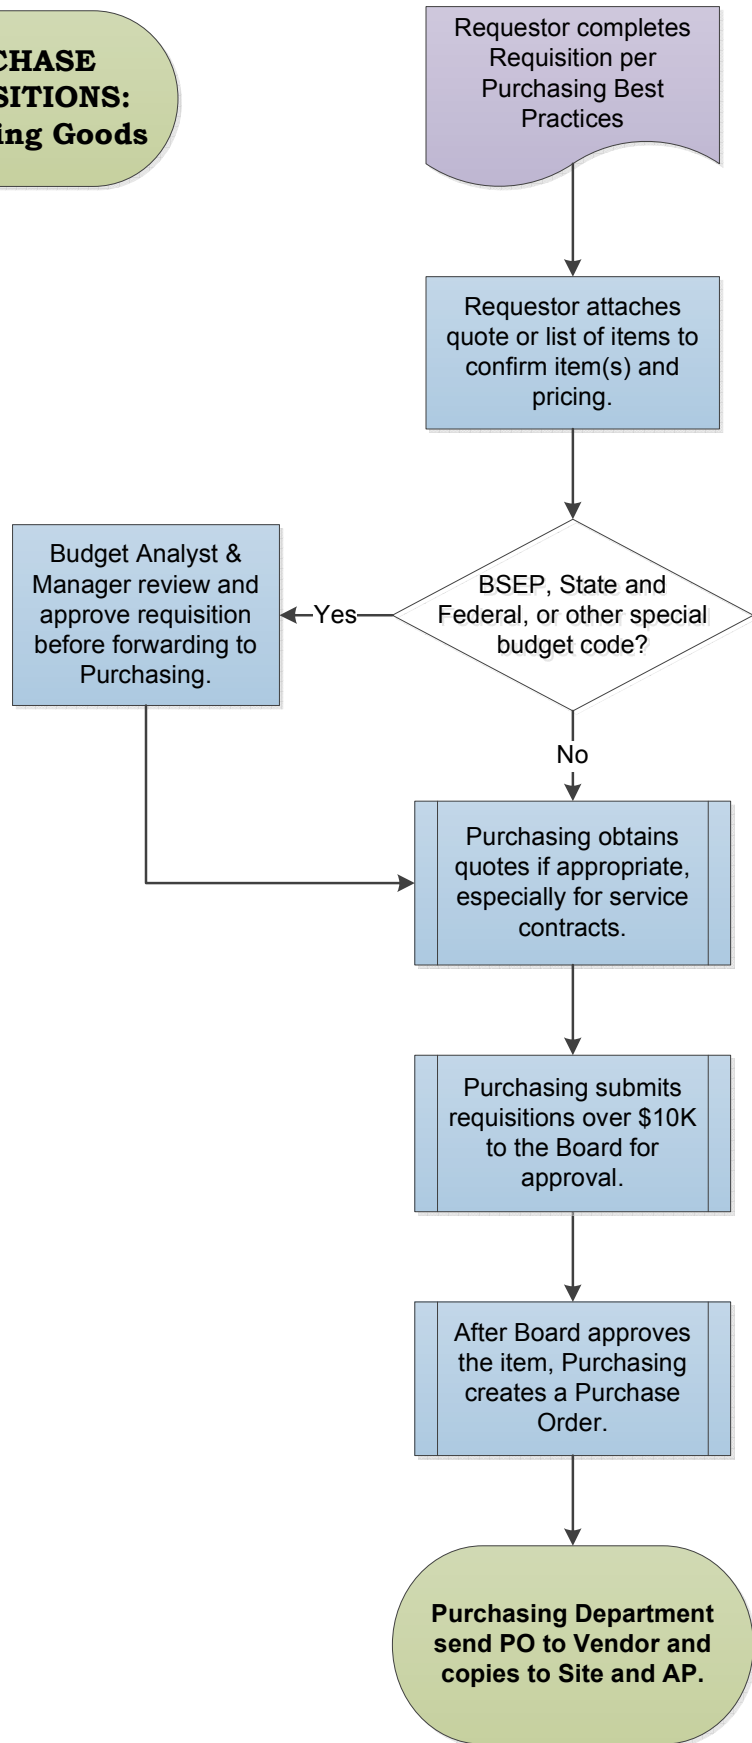 SITIONS:
Goods
Requestor completes
Requisition per
Purchasing Best
Practices
Requestor attaches
quote or list of items to
confirm item(s) and
pricing.
BSEP, State and
Federal, or other special
budget code?
Yes
Budget Analyst &
Manager review and
approve requisition
before forwarding to
Purchasing.
No
Purchasing obtains
quotes if appropriate,
especially for service
contracts.
Purchasing submits
requisitions over $10K
to the Board for
approval.
After Board approves
the item, Purchasing
creates a Purchase
Order.
Purchasing Department
send PO to Vendor and
copies to Site and AP.